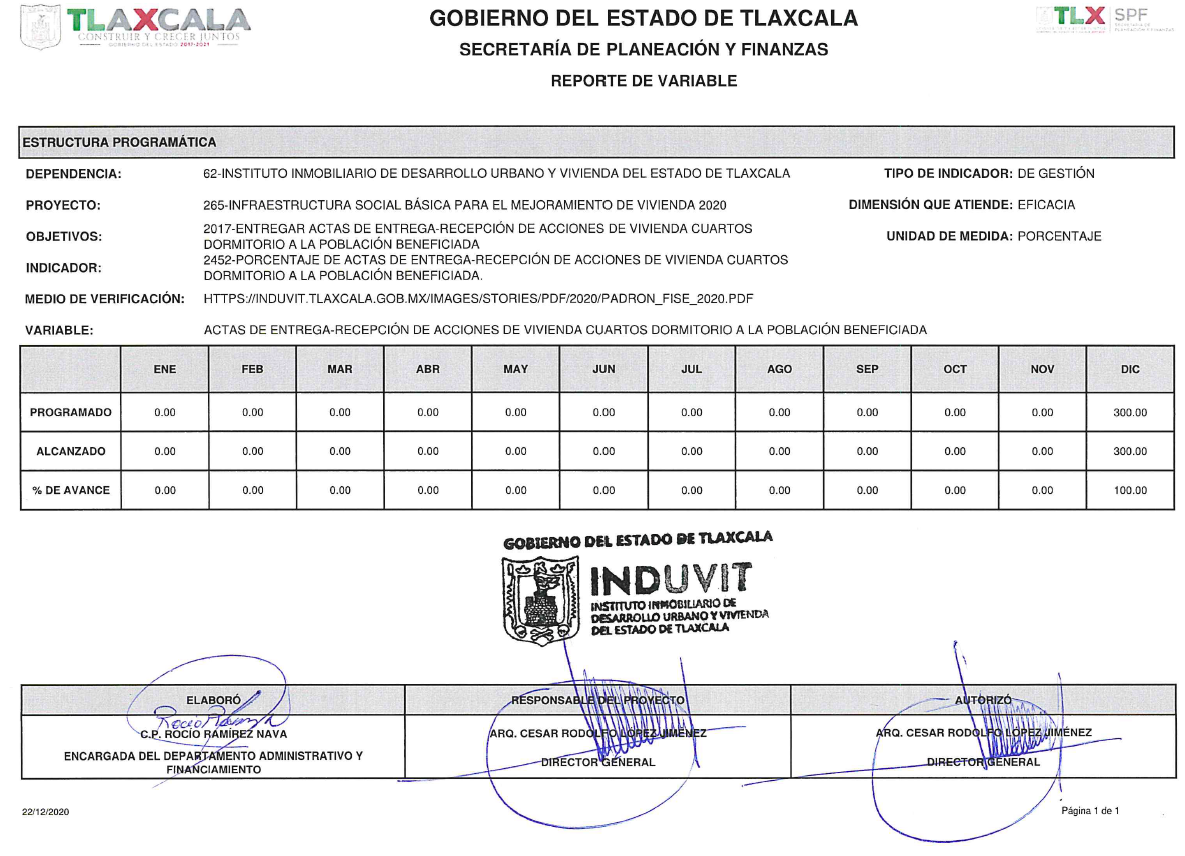 TLAXCALA
CONSTRUIR Y CRECER JUNTOS
GOBIERNO DEL ESTADO 2017-2021
GOBIERNO DEL ESTADO DE TLAXCALA
SECRETARÍA DE PLANEACIÓN Y FINANZAS
REPORTE DE VARIABLE
TLX SPF
ESTRUCTURA PROGRAMÁTICA
DEPENDENCIA: 62-INSTITUTO INMOBILIARIO DE DESARROLLO URBANO Y VIVIENDA DEL ESTADO DE TLAXCALA TIPO DE INDICADOR: DE GESTIÓN
PROYECTO: 265-INFRAESTRUCTURA SOCIAL BÁSICA PARA EL MEJORAMIENTO DE VIVIENDA 2020 DIMENSIÓN QUE ATIENDE: EFICACIA
OBJETIVOS: 2017-ENTREGAR ACTAS DE ENTREGA-RECEPCIÓN DE ACCIONES DE VIVIENDA CUARTOS DORMITORIO A LA POBLACIÓN BENEFICIADA UNIDAD DE MEDIDA: PORCENTAJE
INDICADOR: 2452-PORCENTAJE DE ACTAS DE ENTREGA-RECEPCIÓN DE ACCIONES DE VIVIENDA CUARTOS DORMITORIO A LA POBLACIÓN BENEFICIADA.
MEDIO DE VERIFICACIÓN: HTTPS://INDUVIT.TLAXCALA.GOB.MX/IMAGES/STORIES/PDF/2020/PADRON_FISE_2020.PDF
VARIABLE: ACTAS DE ENTREGA-RECEPCIÓN DE ACCIONES DE VIVIENDA CUARTOS DORMITORIO A LA POBLACIÓN BENEFICIADA
ENE FEB MAR ABR MAY JUN JUL AGO SEP OCT NOV DIC
PROGRAMADO 0.00 0.00 0.00 0.00 0.00 0.00 0.00 0.00 0.00 0.00 0.00 300.00
ALCANZADO 0.00 0.00 0.00 0.00 0.00 0.00 0.00 0.00 0.00 0.00 0.00 300.00
% DE AVANCE 0.00 0.00 0.00 0.00 0.00 0.00 0.00 0.00 0.00 0.00 0.00 100.00
GOBIERNO DEL ESTADO DE TLAXCALA
INDUVIT
INSTITUTO INMOBILIARIO DE
DESARROLLO URBANO Y VIVIENDA
DEL ESTADO DE TLAXCALA
ELABORÓ RESPONSABLE DEL PROYECTO AUTORIZÓ
C.P. ROCÍO RAMÍREZ NAVA ARQ. CESAR RODOLFO LÓPEZ JIMÉNEZ ARQ. CESAR RODOLFO LÓPEZ JIMÉNEZ
ENCARGADA DEL DEPARTAMENTO ADMINISTRATIVO Y FINANCIAMIENTO DIRECTOR GENERAL DIRECTOR GENERAL
22/12/2020 Página 1 de 1